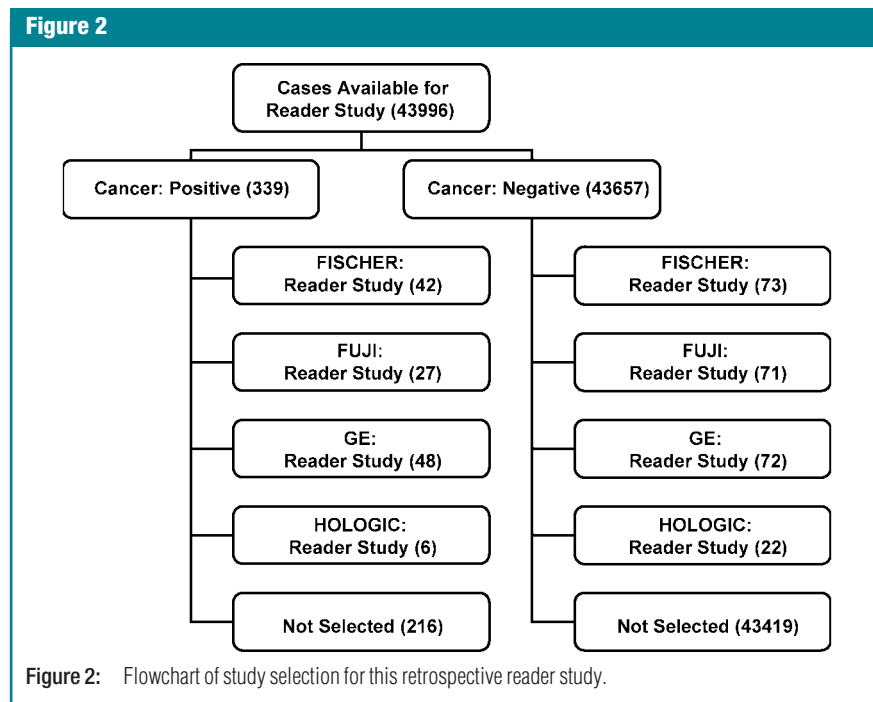 Figure 2
Cases Available for
Reader Study (43996)
Cancer: Positive (339)
Cancer: Negative (43657)
FISCHER:
Reader Study (42)
FISCHER:
Reader Study (73)
FUJI:
Reader Study (27)
FUJI:
Reader Study (71)
GE:
Reader Study (48)
GE:
Reader Study (72)
HOLOGIC:
Reader Study (6)
HOLOGIC:
Reader Study (22)
Not Selected (216)
Not Selected (43419)
Figure 2: Flowchart of study selection for this retrospective reader study.